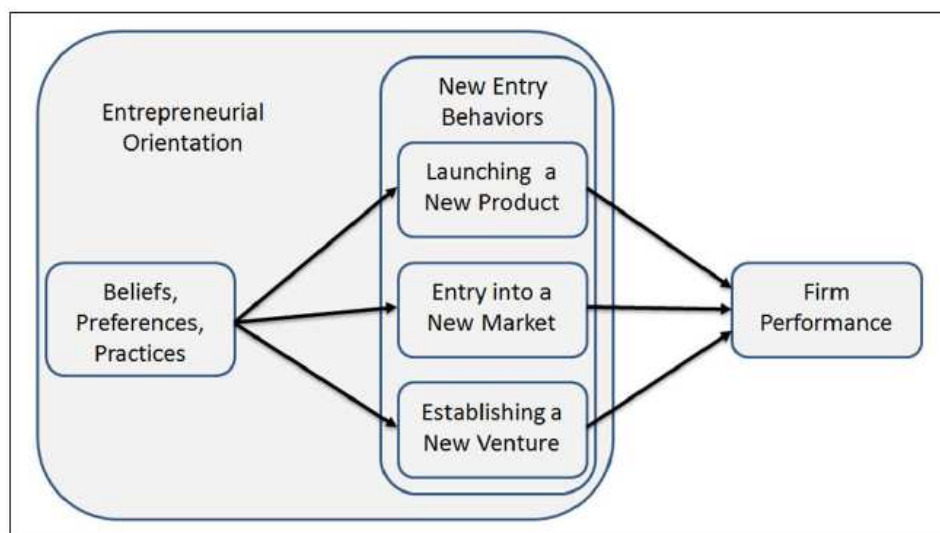 Entrepreneurial
Orientation
New Entry
Behaviors
Launching a
New Product
Beliefs,
Preferences,
Practices
Entry into a
New Market
Firm
Performance
Establishing a
New Venture